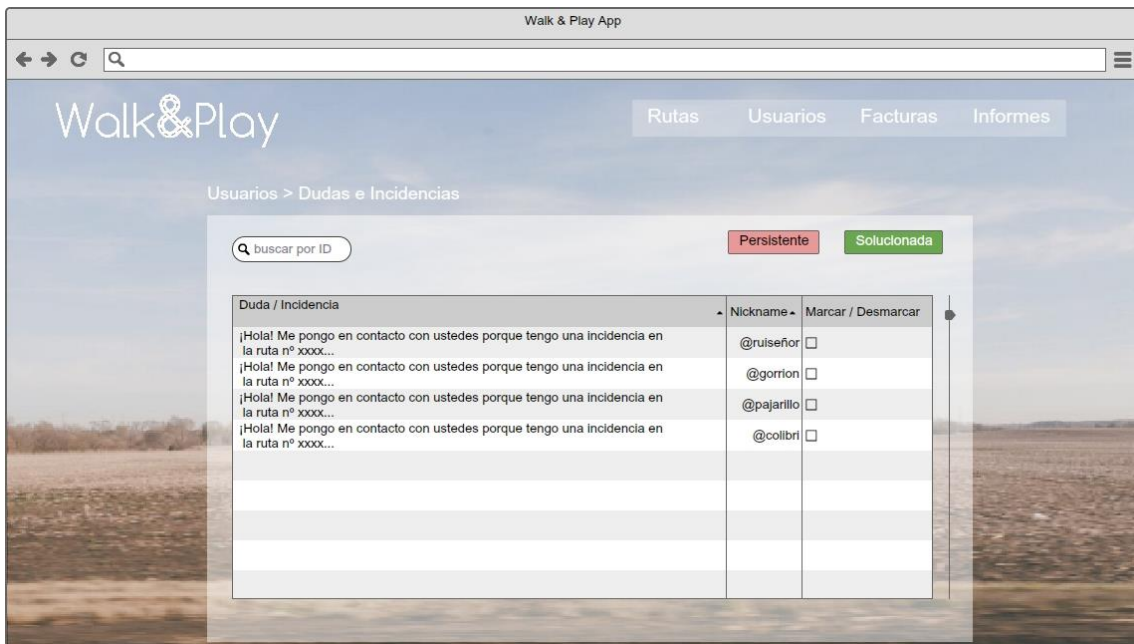 Walk & Play App
Walk&Play
Rutas Usuarios Facturas Informes
Usuarios > Dudas e Incidencias
buscar por ID
Persistente
Solucionada
Duda / Incidencia Nickname Marcar / Desmarcar
¡Hola! Me pongo en contacto con ustedes porque tengo una incidencia en
la ruta nº xxxx...
@ruiseñor
¡Hola! Me pongo en contacto con ustedes porque tengo una incidencia en
la ruta nº xxxx...
@gorrion
¡Hola! Me pongo en contacto con ustedes porque tengo una incidencia en
la ruta nº xxxx...
@pajarillo
¡Hola! Me pongo en contacto con ustedes porque tengo una incidencia en
la ruta nº xxxx...
@colibri